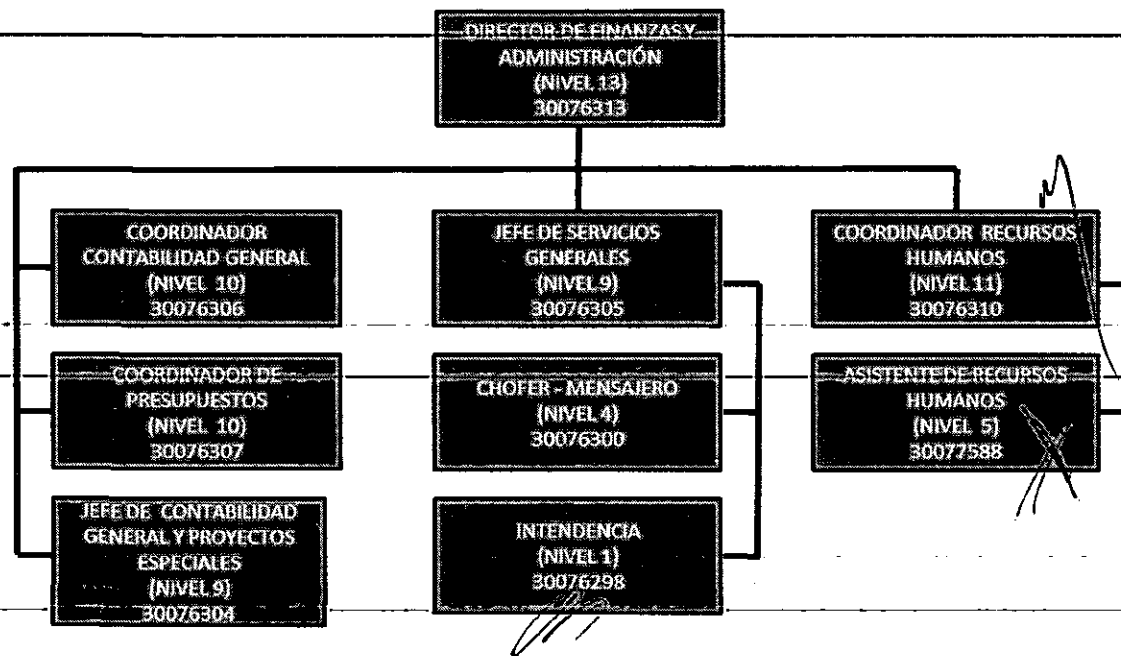 DIRECTOR DE FINANZAS Y
ADMINISTRACIÓN
(NIVEL 13)
30076313
COORDINADOR
CONTABILIDAD GENERAL
(NIVEL 10)
30076306
JEFE DE SERVICIOS
GENERALES
(NIVEL 9)
30076305
COORDINADOR RECURSOS
HUMANOS
(NIVEL 11)
30076310
COORDINADOR DE
PRESUPUESTOS
(NIVEL 10)
30076307
CHOFER - MENSAJERO
(NIVEL 4)
30076300
ASISTENTE DE RECURSOS
HUMANOS
(NIVEL 5)
30077588
JEFE DE CONTABILIDAD
GENERAL Y PROYECTOS
ESPECIALES
(NIVEL 9)
30076304
INTENDENCIA
(NIVEL 1)
30076298